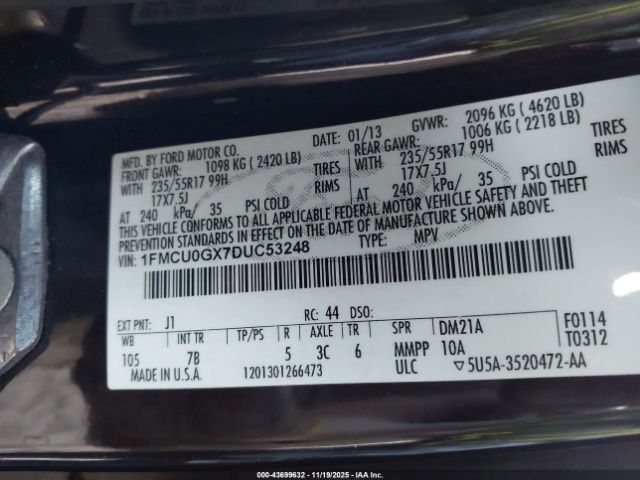 MFD. BY FORD MOTOR CO.
DATE: 01/13
GVWR: 2096 KG ( 4620 LB)
FRONT GAWR: 1098 KG ( 2420 LB)
REAR GAWR: 1006 KG ( 2218 LB)
WITH 235/55R17 99H TIRES
WITH 235/55R17 99H TIRES
17X7.5J RIMS
17X7.5J RIMS
AT 240 kPa/ 35 PSI COLD
AT 240 kPa/ 35 PSI COLD
THIS VEHICLE CONFORMS TO ALL APPLICABLE FEDERAL MOTOR VEHICLE SAFETY AND THEFT
PREVENTION STANDARDS IN EFFECT ON THE DATE OF MANUFACTURE SHOWN ABOVE.
VIN: 1FMCU0GX7DUC53248
TYPE: MPV
EXT PNT: J1 RC: 44 DSO:
WB INT TR TP/PS R AXLE TR SPR DM21A F0114
105 7B 5 3C 6 MMPP 10A T0312
MADE IN U.S.A. 1201301266473 ULC ▽5U5A-3520472-AA
000-43699632 - 11/19/2025 - IAA Inc.